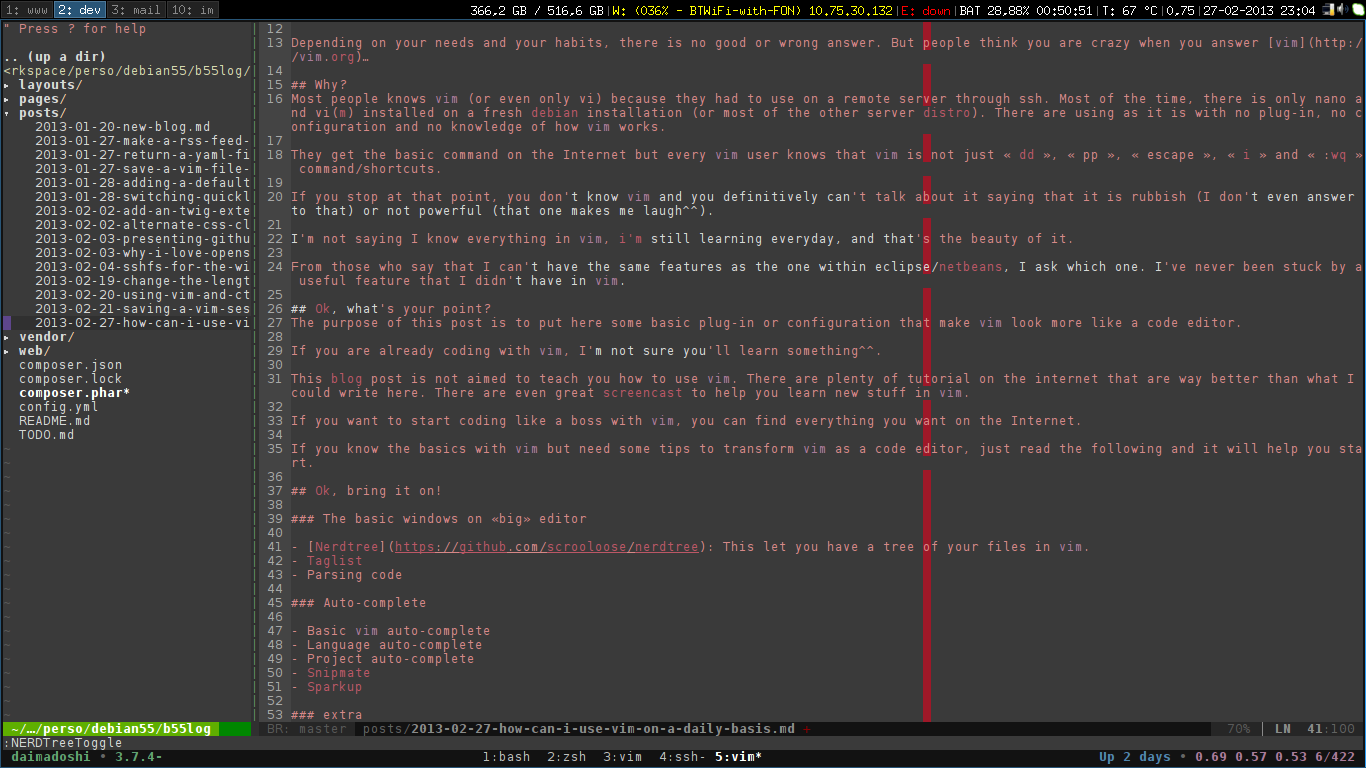 1: www 2: dev 3: mail 10: im
366,2 GB / 516,6 GB|W: (036% - BTWiFi-with-FON) 10.75.30.132|E: down|BAT 28,88% 00:50:51|T: 67 °C|0,75|27-02-2013 23:04
" Press ? for help
.. (up a dir)
<rkspace/perso/debian55/b55log/
▸ layouts/
▸ pages/
▾ posts/
2013-01-20-new-blog.md
2013-01-27-make-a-rss-feed-
2013-01-27-return-a-yaml-fi
2013-01-27-save-a-vim-file-
2013-01-28-adding-a-default
2013-01-28-switching-quickl
2013-02-02-add-an-twig-exte
2013-02-02-alternate-css-cl
2013-02-03-presenting-githu
2013-02-03-why-i-love-opens
2013-02-04-sshfs-for-the-wi
2013-02-19-change-the-lengt
2013-02-20-using-vim-and-ct
2013-02-21-saving-a-vim-ses
2013-02-27-how-can-i-use-vi
▸ vendor/
▸ web/
composer.json
composer.lock
composer.phar*
config.yml
README.md
TODO.md
12
13 Depending on your needs and your habits, there is no good or wrong answer. But people think you are crazy when you answer [vim](http:/
/vim.org)…
14
15 ## Why?
16 Most people knows vim (or even only vi) because they had to use on a remote server through ssh. Most of the time, there is only nano a
nd vi(m) installed on a fresh debian installation (or most of the other server distro). There are using as it is with no plug-in, no c
onfiguration and no knowledge of how vim works.
17
18 They get the basic command on the Internet but every vim user knows that vim is not just « dd », « pp », « escape », « i » and « :wq »
command/shortcuts.
19
20 If you stop at that point, you don't know vim and you definitively can't talk about it saying that it is rubbish (I don't even answer
to that) or not powerful (that one makes me laugh^^).
21
22 I'm not saying I know everything in vim, i'm still learning everyday, and that's the beauty of it.
23
24 From those who say that I can't have the same features as the one within eclipse/netbeans, I ask which one. I've never been stuck by a
useful feature that I didn't have in vim.
25
26 ## Ok, what's your point?
27 The purpose of this post is to put here some basic plug-in or configuration that make vim look more like a code editor.
28
29 If you are already coding with vim, I'm not sure you'll learn something^^.
30
31 This blog post is not aimed to teach you how to use vim. There are plenty of tutorial on the internet that are way better than what I
could write here. There are even great screencast to help you learn new stuff in vim.
32
33 If you want to start coding like a boss with vim, you can find everything you want on the Internet.
34
35 If you know the basics with vim but need some tips to transform vim as a code editor, just read the following and it will help you sta
rt.
36
37 ## Ok, bring it on!
38
39 ### The basic windows on «big» editor
40
41 - [Nerdtree](https://github.com/scrooloose/nerdtree): This let you have a tree of your files in vim.
42 - Taglist
43 - Parsing code
44
45 ### Auto-complete
46
47 - Basic vim auto-complete
48 - Language auto-complete
49 - Project auto-complete
50 - Snipmate
51 - Sparkup
52
53 ### extra
~/…/perso/debian55/b55log BR: master posts/2013-02-27-how-can-i-use-vim-on-a-daily-basis.md + 70% LN 41:100
:NERDTreeToggle
daimadoshi • 3.7.4- 1:bash 2:zsh 3:vim 4:ssh- 5:vim* Up 2 days • 0.69 0.57 0.53 6/422